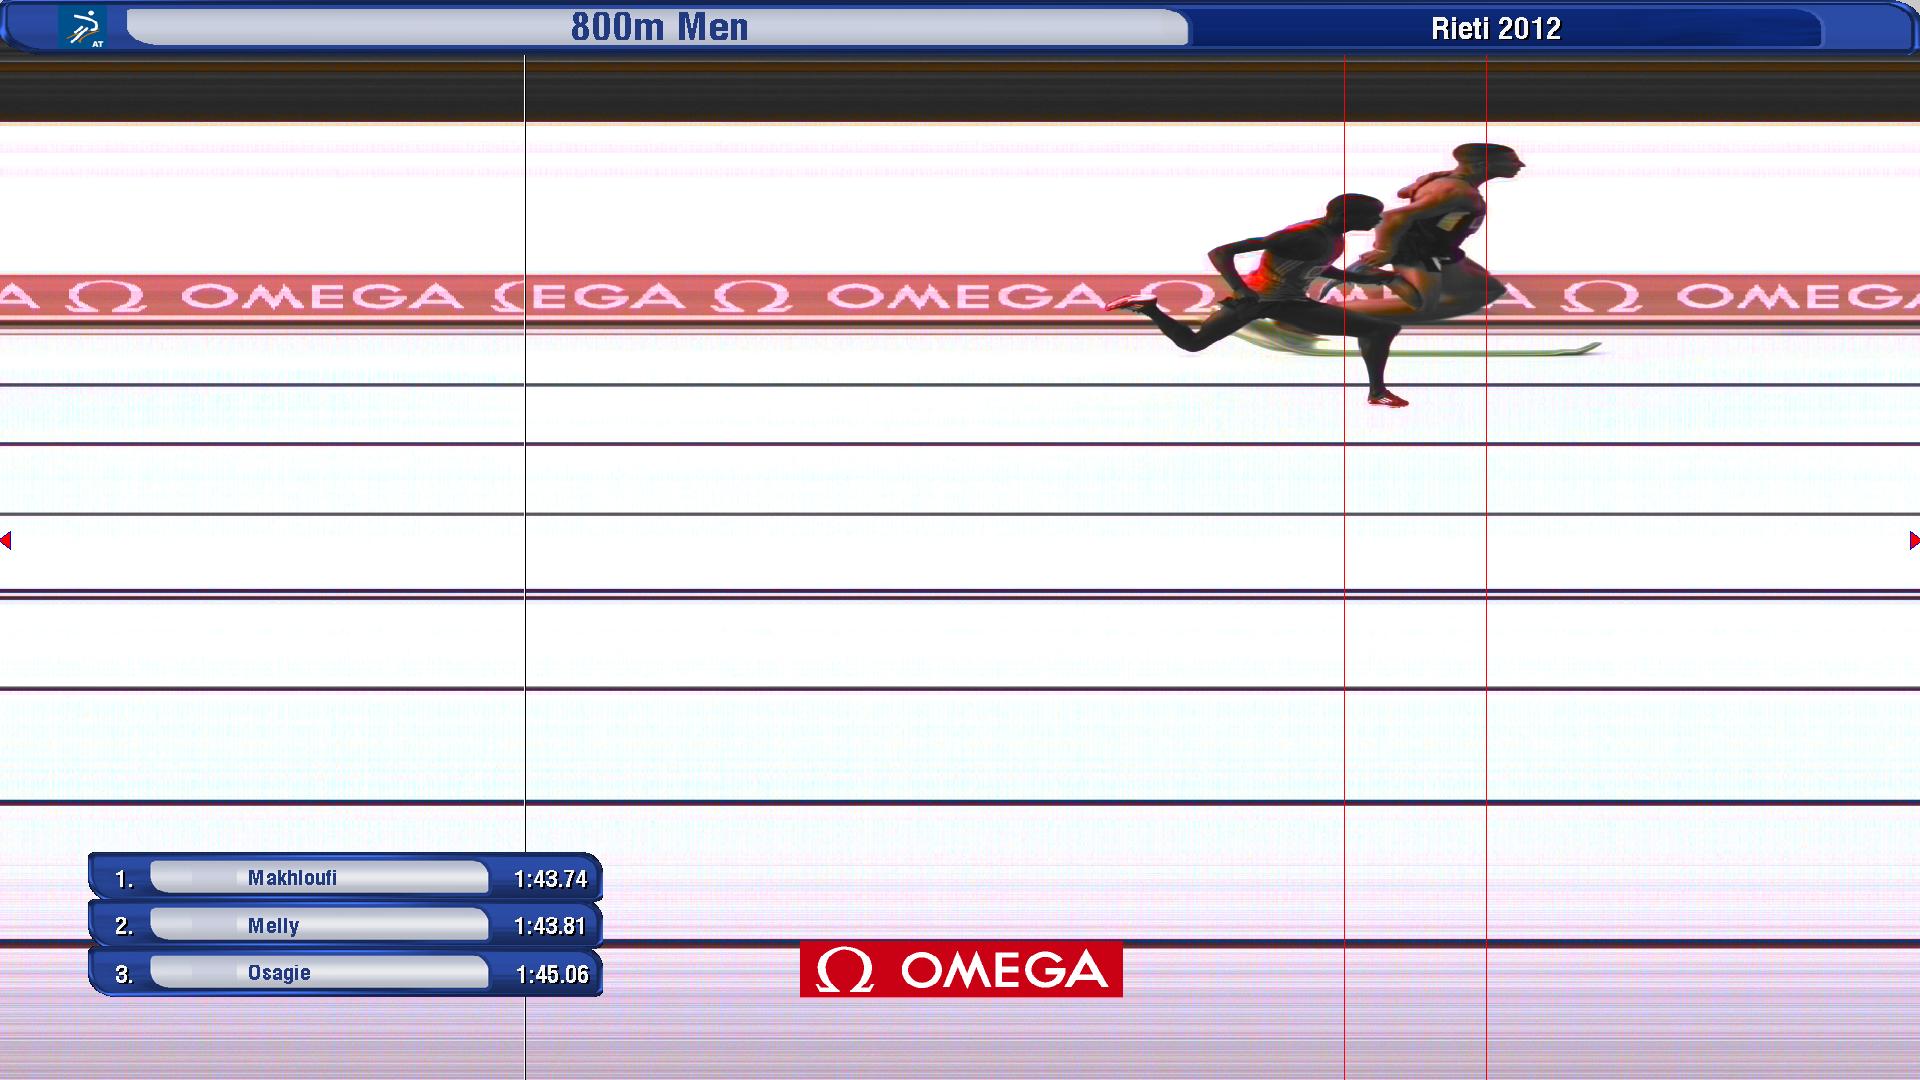 AT
800m Men
Rieti 2012
Ω OMEGA EGA Ω OMEGA Ω Ω OMEGA
1. Makhloufi 1:43.74
2. Melly 1:43.81
3. Osagie 1:45.06
Ω OMEGA